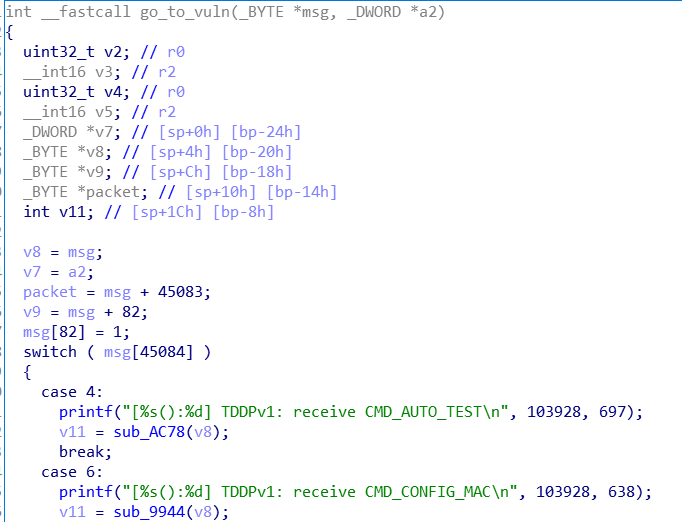 int __fastcall go_to_vuln(_BYTE *msg, _DWORD *a2)
{
  uint32_t v2; // r0
  __int16 v3; // r2
  uint32_t v4; // r0
  __int16 v5; // r2
  _DWORD *v7; // [sp+0h] [bp-24h]
  _BYTE *v8; // [sp+4h] [bp-20h]
  _BYTE *v9; // [sp+Ch] [bp-18h]
  _BYTE *packet; // [sp+10h] [bp-14h]
  int v11; // [sp+1Ch] [bp-8h]

  v8 = msg;
  v7 = a2;
  packet = msg + 45083;
  v9 = msg + 82;
  msg[82] = 1;
  switch ( msg[45084] )
  {
    case 4:
      printf("[%s():%d] TDDPv1: receive CMD_AUTO_TEST\n", 103928, 697);
      v11 = sub_AC78(v8);
      break;
    case 6:
      printf("[%s():%d] TDDPv1: receive CMD_CONFIG_MAC\n", 103928, 638);
      v11 = sub_9944(v8);